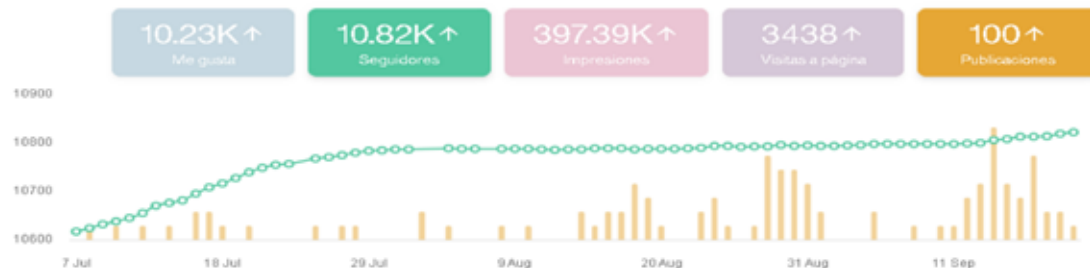 10.23K↑ 10.82K↑ 397.39K↑ 3438↑ 100↑
Me gusta Seguidores Impresiones Visitas a página Publicaciones
10900
10800
10700
10600
7 Jul 18 Jul 29 Jul 9 Aug 20 Aug 31 Aug 11 Sep